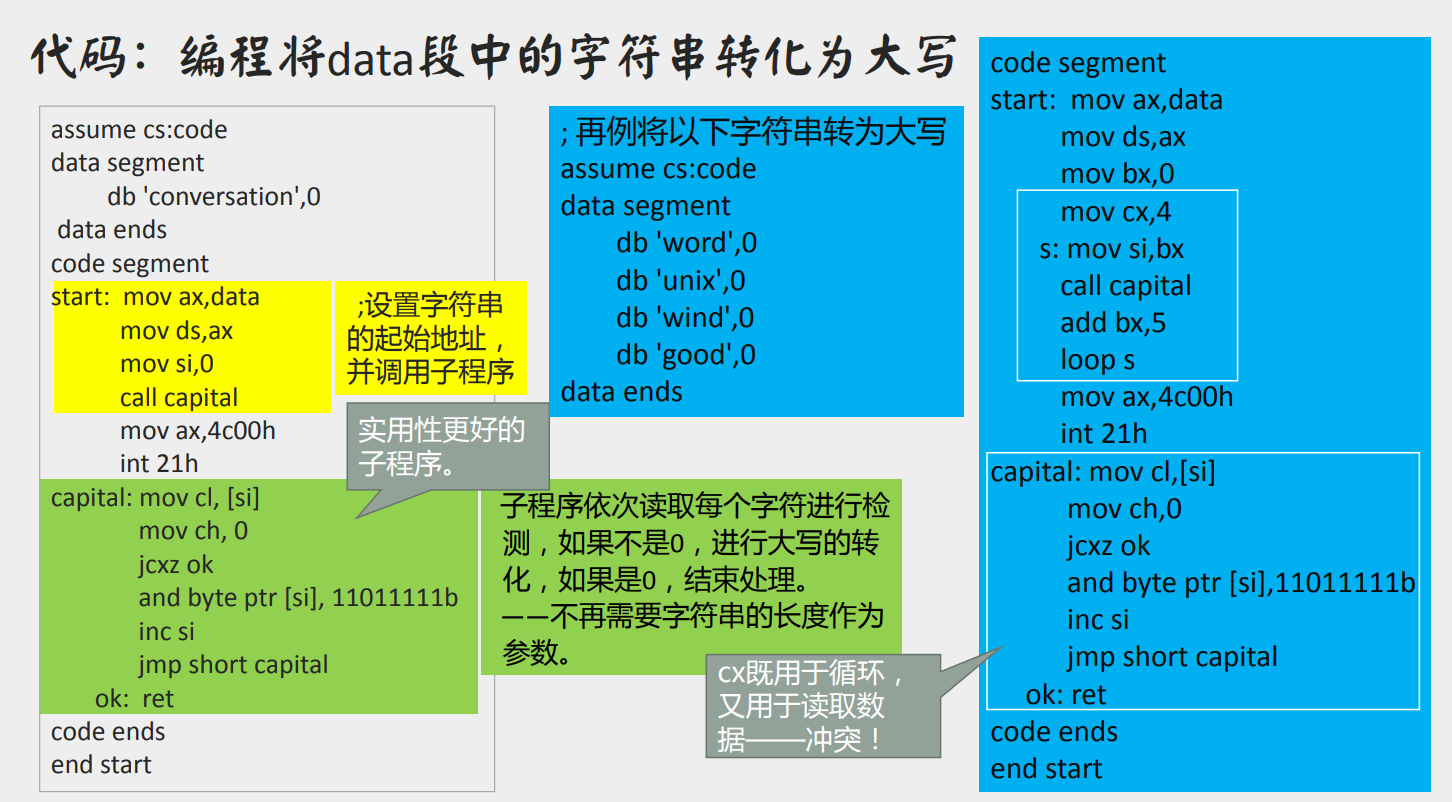 代码：编程将data段中的字符串转化为大写
assume cs:code
data segment
db 'conversation',0
data ends
code segment
start: mov ax,data
mov ds,ax
mov si,0
call capital
mov ax,4c00h
int 21h
capital: mov cl, [si]
mov ch, 0
jcxz ok
and byte ptr [si], 11011111b
inc si
jmp short capital
ok: ret
code ends
end start
;设置字符串
的起始地址，
并调用子程序
实用性更好的
子程序。
子程序依次读取每个字符进行检
测，如果不是0，进行大写的转
化，如果是0，结束处理。
——不再需要字符串的长度作为
参数。
; 再例将以下字符串转为大写
assume cs:code
data segment
db 'word',0
db 'unix',0
db 'wind',0
db 'good',0
data ends
cx既用于循环，
又用于读取数
据——冲突！
code segment
start: mov ax,data
mov ds,ax
mov bx,0
mov cx,4
s: mov si,bx
call capital
add bx,5
loop s
mov ax,4c00h
int 21h
capital: mov cl,[si]
mov ch,0
jcxz ok
and byte ptr [si],11011111b
inc si
jmp short capital
ok: ret
code ends
end start